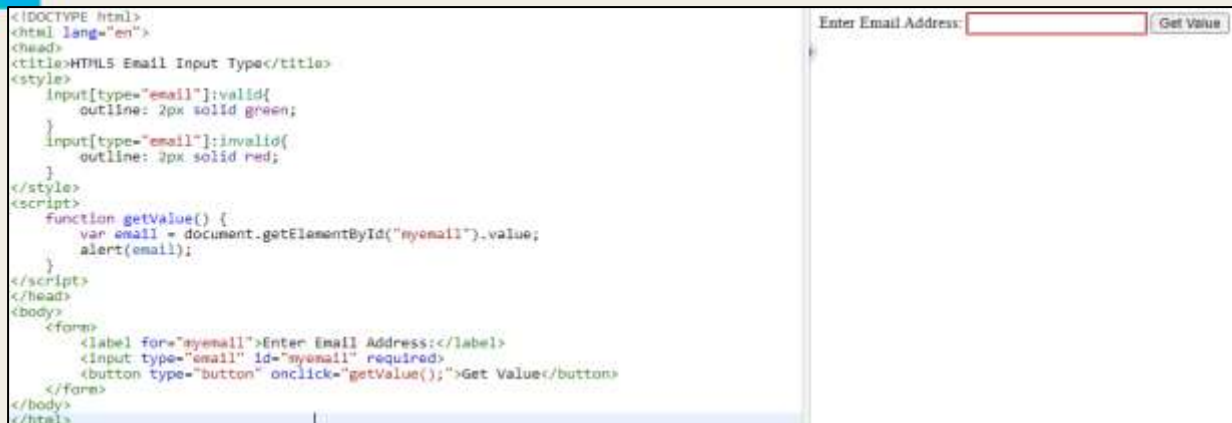 <!DOCTYPE html>
<html lang="en">
<head>
<title>HTML5 Email Input Type</title>
<style>
    input[type="email"]:valid{
        outline: 2px solid green;
    }
    input[type="email"]:invalid{
        outline: 2px solid red;
    }
</style>
<script>
    function getValue() {
        var email = document.getElementById("myemail").value;
        alert(email);
    }
</script>
</head>
<body>
    <form>
        <label for="myemail">Enter Email Address:</label>
        <input type="email" id="myemail" required>
        <button type="button" onclick="getValue();">Get Value</button>
    </form>
</body>
</html>
Enter Email Address: Get Value